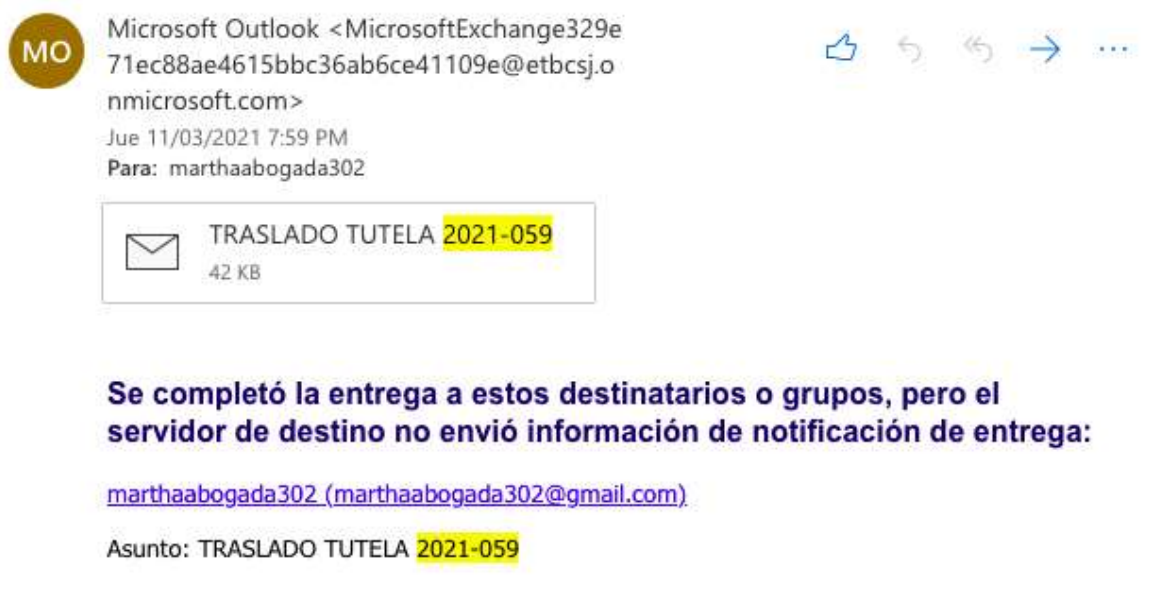 MO
Microsoft Outlook <MicrosoftExchange329e
71ec88ae4615bbc36ab6ce41109e@etbcsj.o
nmicrosoft.com>
Jue 11/03/2021 7:59 PM
Para: marthaabogada302
TRASLADO TUTELA 2021-059
42 KB
Se completó la entrega a estos destinatarios o grupos, pero el
servidor de destino no envió información de notificación de entrega:
marthaabogada302 (marthaabogada302@gmail.com)
Asunto: TRASLADO TUTELA 2021-059